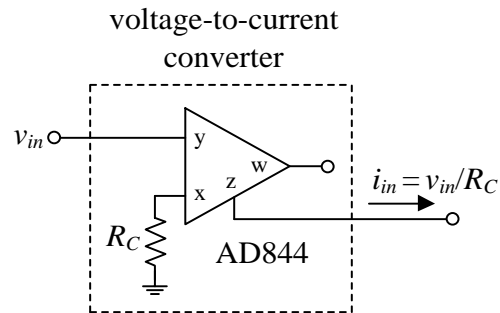 voltage-to-current
converter
v_in
y
w
x
z
i_in = v_in/R_C
R_C
AD844